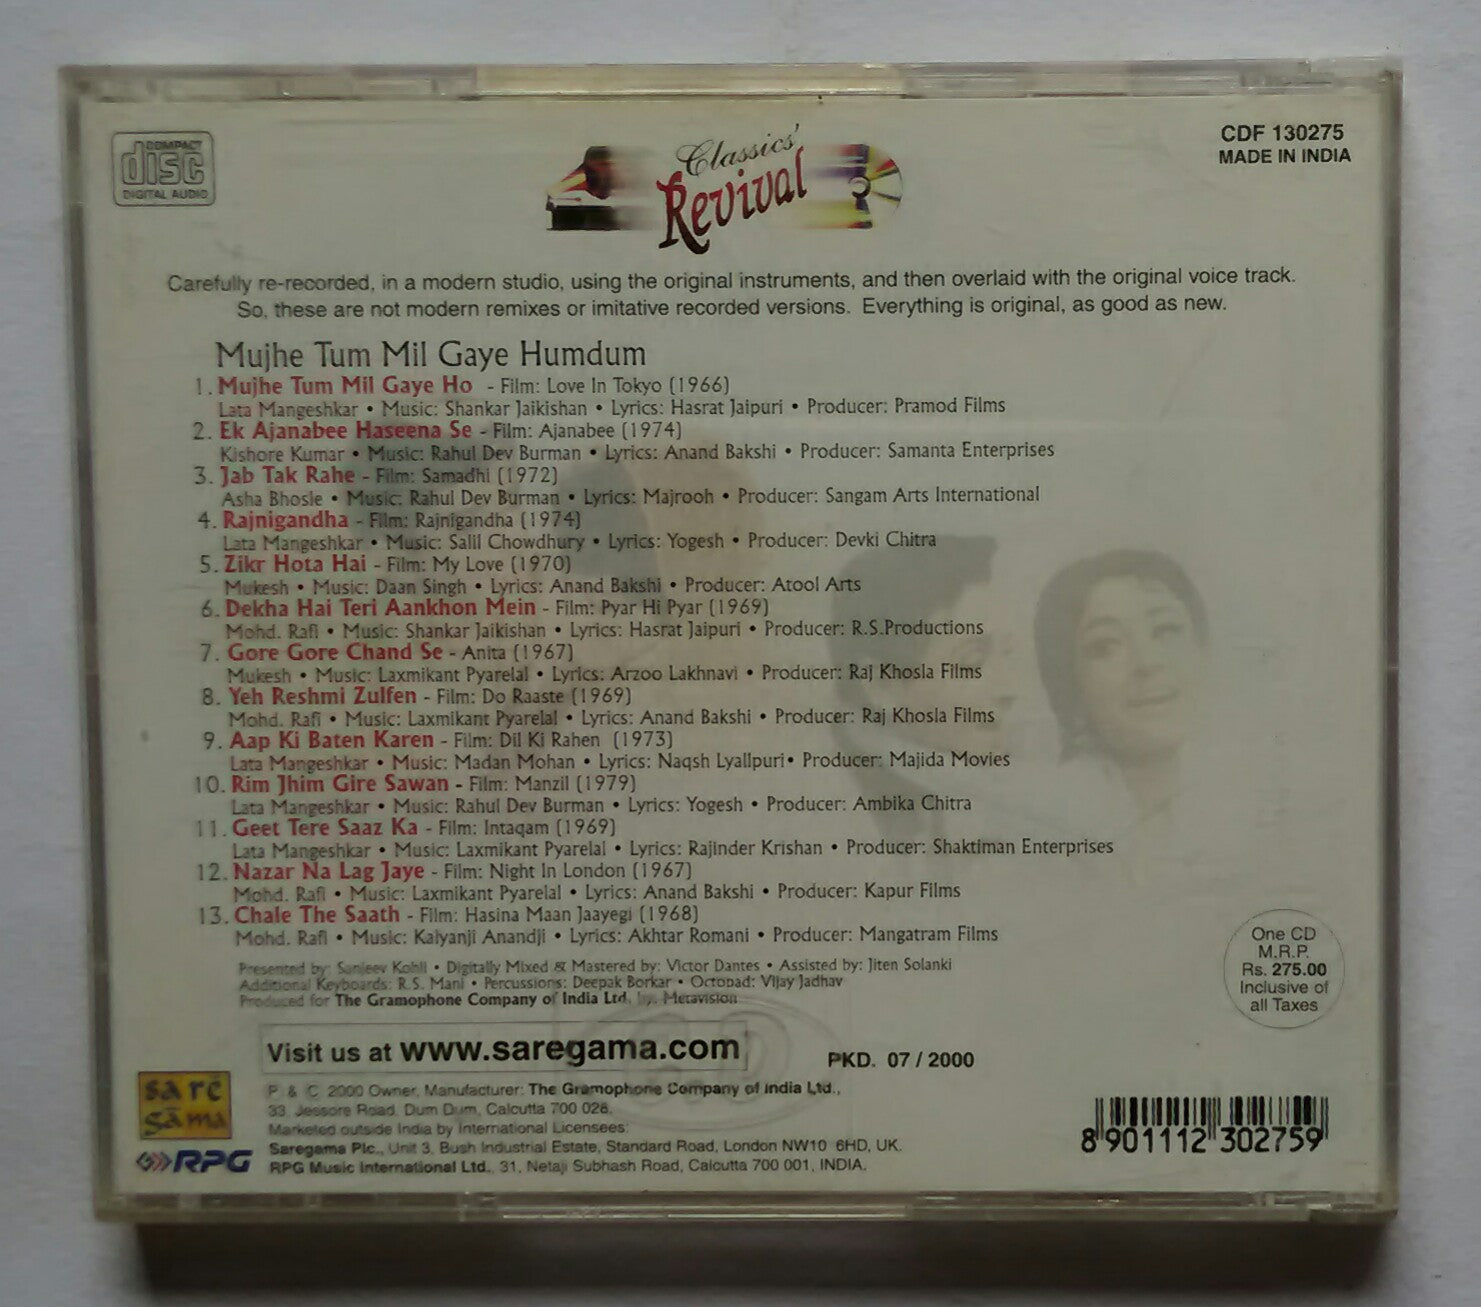 COMPACT
disc
DIGITAL AUDIO
Classics'
Revival
CDF 130275
MADE IN INDIA
Carefully re-recorded, in a modern studio, using the original instruments, and then overlaid with the original voice track.
So, these are not modern remixes or imitative recorded versions. Everything is original, as good as new.
Mujhe Tum Mil Gaye Humdum
1. Mujhe Tum Mil Gaye Ho - Film: Love In Tokyo (1966)
Lata Mangeshkar • Music: Shankar Jaikishan • Lyrics: Hasrat Jaipuri • Producer: Pramod Films
2. Ek Ajanabee Haseena Se - Film: Ajanabee (1974)
Kishore Kumar • Music: Rahul Dev Burman • Lyrics: Anand Bakshi • Producer: Samanta Enterprises
3. Jab Tak Rahe - Film: Samadhi (1972)
Asha Bhosle • Music: Rahul Dev Burman • Lyrics: Majrooh • Producer: Sangam Arts International
4. Rajnigandha - Film: Rajnigandha (1974)
Lata Mangeshkar • Music: Salil Chowdhury • Lyrics: Yogesh • Producer: Devki Chitra
5. Zikr Hota Hai - Film: My Love (1970)
Mukesh • Music: Daan Singh • Lyrics: Anand Bakshi • Producer: Atool Arts
6. Dekha Hai Teri Aankhon Mein - Film: Pyar Hi Pyar (1969)
Mohd. Rafi • Music: Shankar Jaikishan • Lyrics: Hasrat Jaipuri • Producer: R.S.Productions
7. Gore Gore Chand Se - Anita (1967)
Mukesh • Music: Laxmikant Pyarelal • Lyrics: Arzoo Lakhnavi • Producer: Raj Khosla Films
8. Yeh Reshmi Zulfen - Film: Do Raaste (1969)
Mohd. Rafi • Music: Laxmikant Pyarelal • Lyrics: Anand Bakshi • Producer: Raj Khosla Films
9. Aap Ki Baten Karen - Film: Dil Ki Rahen (1973)
Lata Mangeshkar • Music: Madan Mohan • Lyrics: Naqsh Lyallpuri• Producer: Majida Movies
10. Rim Jhim Gire Sawan - Film: Manzil (1979)
Lata Mangeshkar • Music: Rahul Dev Burman • Lyrics: Yogesh • Producer: Ambika Chitra
11. Geet Tere Saaz Ka - Film: Intaqam (1969)
Lata Mangeshkar • Music: Laxmikant Pyarelal • Lyrics: Rajinder Krishan • Producer: Shaktiman Enterprises
12. Nazar Na Lag Jaye - Film: Night In London (1967)
Mohd. Rafi • Music: Laxmikant Pyarelal • Lyrics: Anand Bakshi • Producer: Kapur Films
13. Chale The Saath - Film: Hasina Maan Jaayegi (1968)
Mohd. Rafi • Music: Kalyanji Anandji • Lyrics: Akhtar Romani • Producer: Mangatram Films
Presented by: Sanjeev Kohli • Digitally Mixed & Mastered by: Victor Dantes • Assisted by: Jiten Solanki
Additional Keyboards: R.S. Mani • Percussions: Deepak Borkar • Octopad: Vijay Jadhav
Produced for The Gramophone Company of India Ltd. by: Metavision
One CD
M.R.P.
Rs. 275.00
Inclusive of
all Taxes
Visit us at www.saregama.com
PKD. 07 / 2000
sa rē
gā ma
RPG
P & C 2000 Owner, Manufacturer: The Gramophone Company of India Ltd.,
33, Jessore Road, Dum Dum, Calcutta 700 028.
Marketed outside India by International Licensees:
Saregama Plc., Unit 3, Bush Industrial Estate, Standard Road, London NW10 6HD, UK.
RPG Music International Ltd., 31, Netaji Subhash Road, Calcutta 700 001, INDIA.
8 901112 302759